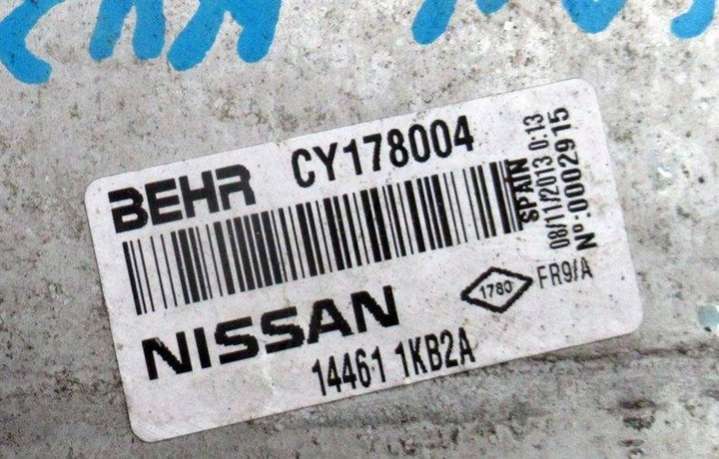 BEHR CY178004
SPAIN
08/11/2013 0:13
Nº:0002915
NISSAN
1780
FR9/A
14461 1KB2A